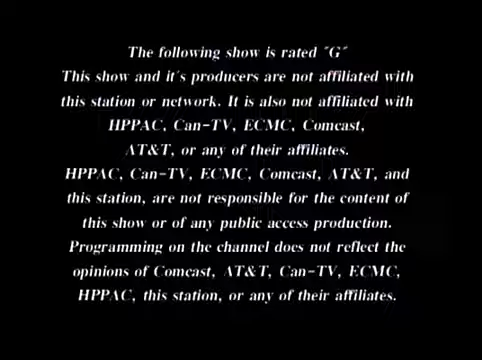 The following show is rated "G"
This show and it's producers are not affiliated with
this station or network. It is also not affiliated with
HPPAC, Can-TV, ECMC, Comcast,
AT&T, or any of their affiliates.
HPPAC, Can-TV, ECMC, Comcast, AT&T, and
this station, are not responsible for the content of
this show or of any public access production.
Programming on the channel does not reflect the
opinions of Comcast, AT&T, Can-TV, ECMC,
HPPAC, this station, or any of their affiliates.